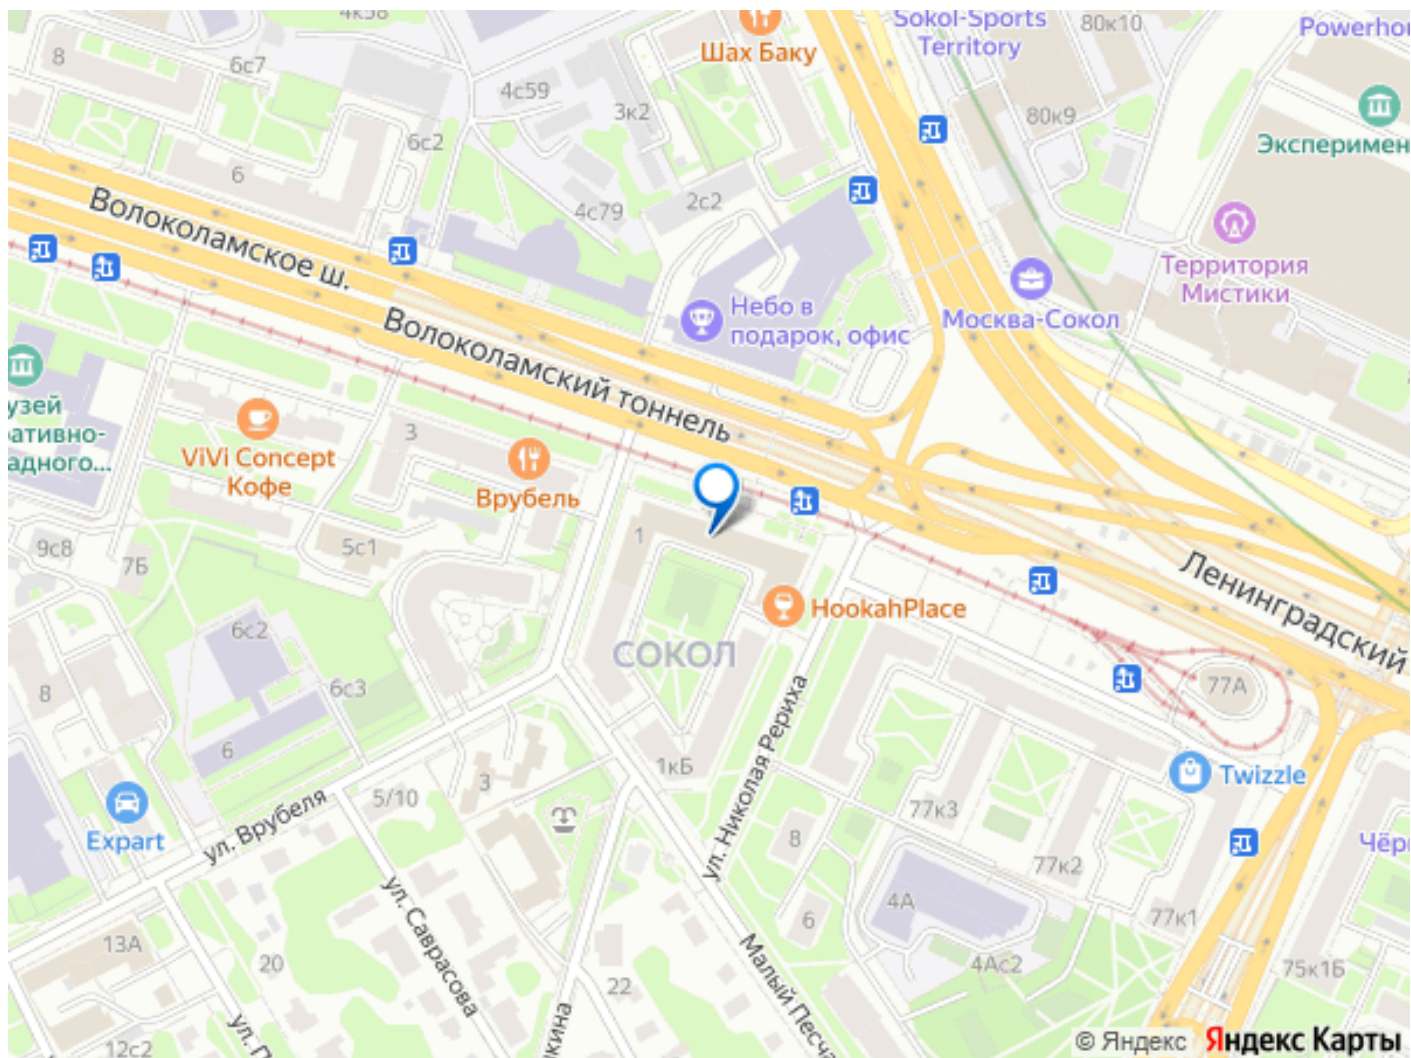 4к58
Sokol-Sports
Territory
80к10
Powerhou
Шах Баку
8
6с7
4с59
3к2
80к9
Эксперимен
6с2
6
4с79
2с2
Волоколамское ш.
Территория
Мистики
Небо в
подарок, офис
Москва-Сокол
Волоколамский тоннель
узей
ративно-
адного...
ViVi Concept
Кофе
3
Врубель
1
9с8
7Б
5с1
Ленинградский
HookahPlace
6с2
СОКОЛ
8
6с3
77А
6
1кБ
ул. Николая Рериха
Twizzle
3
5/10
77к3
Expart
ул. Врубеля
8
Чёр
77к2
4А
6
77к1
13А
ул. Саврасова
Малый Песча
20
4Ас2
75к1Б
22
ул. П
кина
12с2
© Яндекс Яндекс Карты